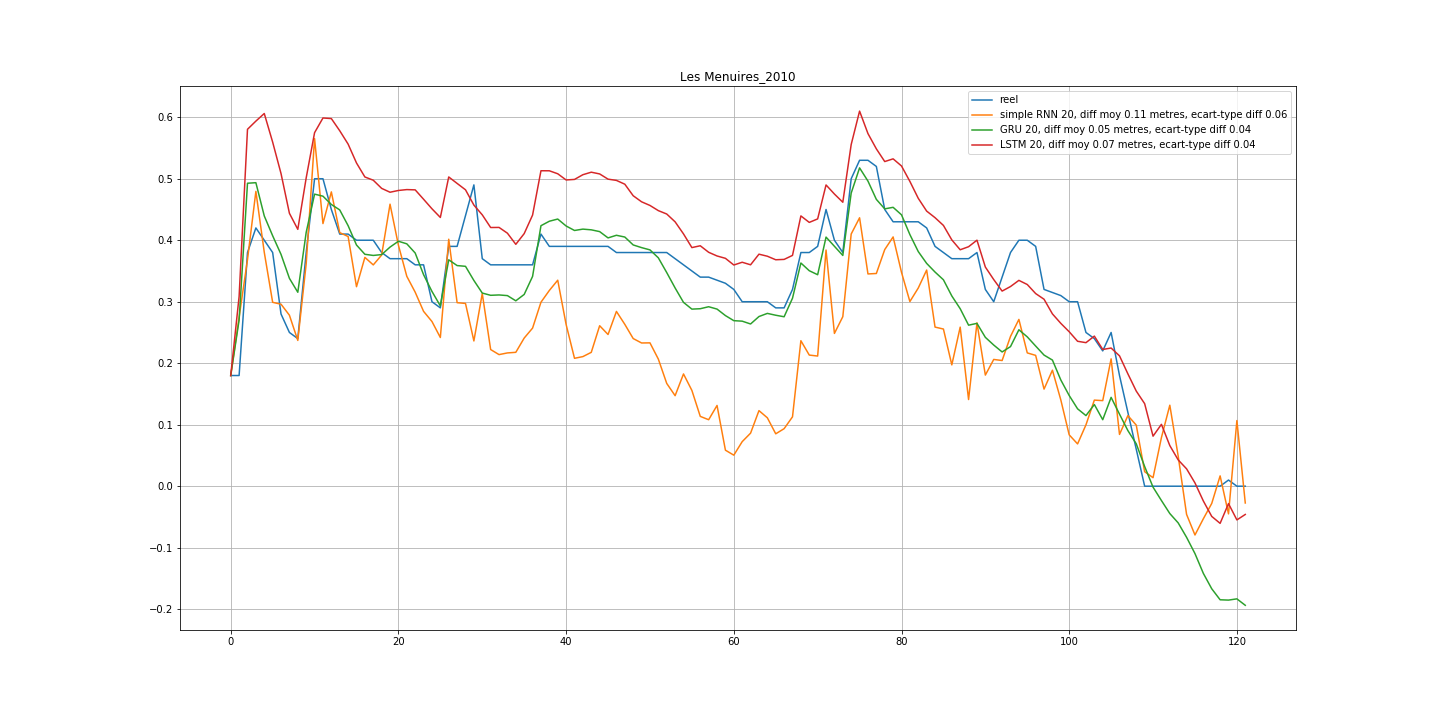 Les Menuires_2010
reel
simple RNN 20, diff moy 0.11 metres, ecart-type diff 0.06
GRU 20, diff moy 0.05 metres, ecart-type diff 0.04
LSTM 20, diff moy 0.07 metres, ecart-type diff 0.04
0.6
0.5
0.4
0.3
0.2
0.1
0.0
−0.1
−0.2
0 20 40 60 80 100 120